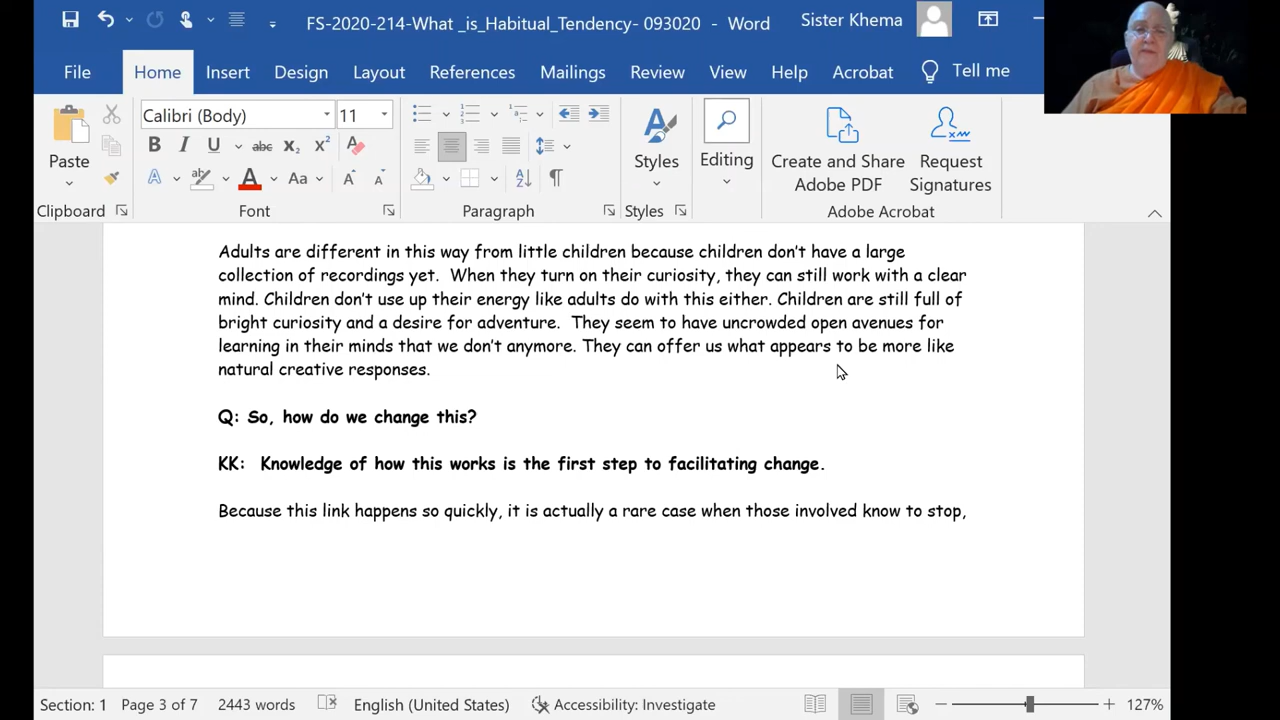 FS-2020-214-What _is_Habitual_Tendency- 093020 - Word
Sister Khema
File Home Insert Design Layout References Mailings Review View Help Acrobat Tell me
Calibri (Body) 11
Paste
B I U abc x₂ x²
A A Aa A A
Styles
Editing
Create and Share Adobe PDF
Request Signatures
Clipboard Font Paragraph Styles Adobe Acrobat
Adults are different in this way from little children because children don't have a large
collection of recordings yet. When they turn on their curiosity, they can still work with a clear
mind. Children don't use up their energy like adults do with this either. Children are still full of
bright curiosity and a desire for adventure. They seem to have uncrowded open avenues for
learning in their minds that we don't anymore. They can offer us what appears to be more like
natural creative responses.
Q: So, how do we change this?
KK: Knowledge of how this works is the first step to facilitating change.
Because this link happens so quickly, it is actually a rare case when those involved know to stop,
Section: 1 Page 3 of 7 2443 words English (United States) Accessibility: Investigate 127%